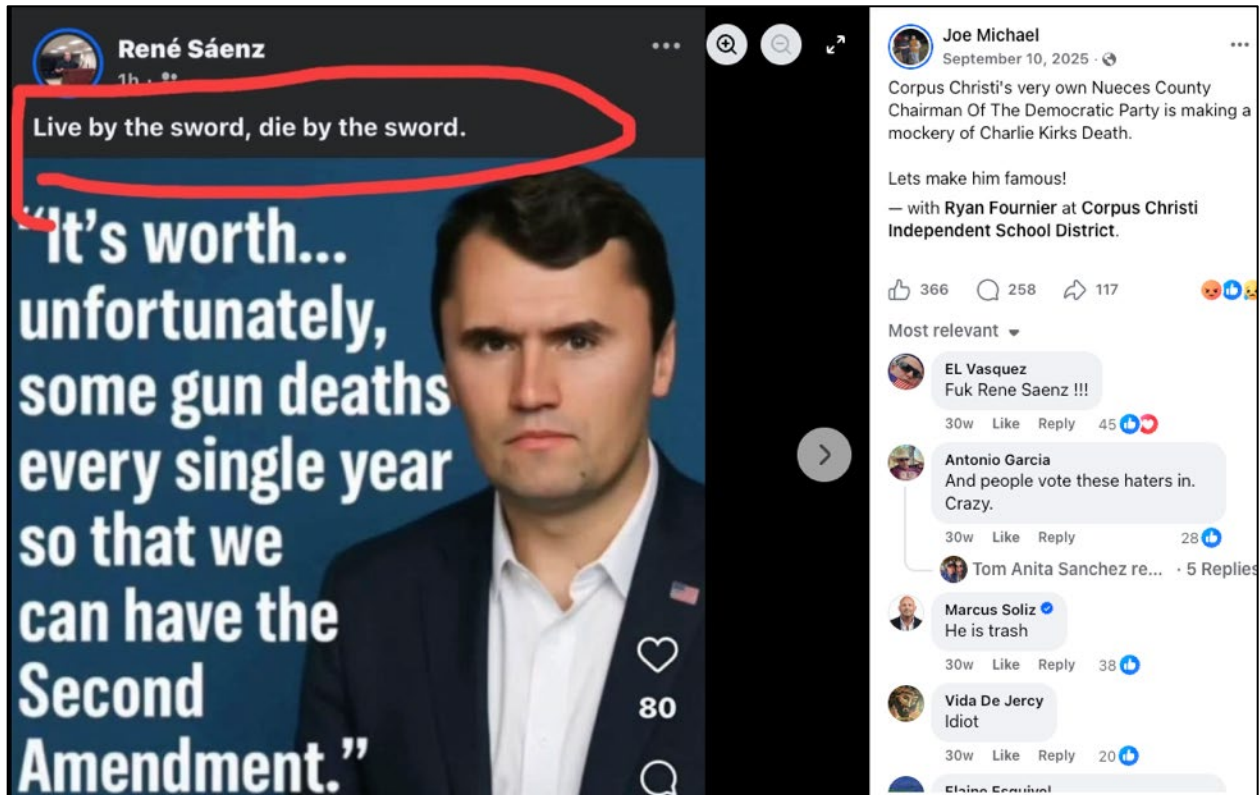 René Sáenz
1h
Live by the sword, die by the sword.
“It’s worth...
unfortunately,
some gun deaths
every single year
so that we
can have the
Second
Amendment.”
80
Joe Michael
September 10, 2025 ·
Corpus Christi's very own Nueces County
Chairman Of The Democratic Party is making a
mockery of Charlie Kirks Death.
Lets make him famous!
— with Ryan Fournier at Corpus Christi
Independent School District.
366 258 117
Most relevant
EL Vasquez
Fuk Rene Saenz !!!
30w Like Reply 45
Antonio Garcia
And people vote these haters in.
Crazy.
30w Like Reply 28
Tom Anita Sanchez re... · 5 Replies
Marcus Soliz
He is trash
30w Like Reply 38
Vida De Jercy
Idiot
30w Like Reply 20
Elaine Esquivel